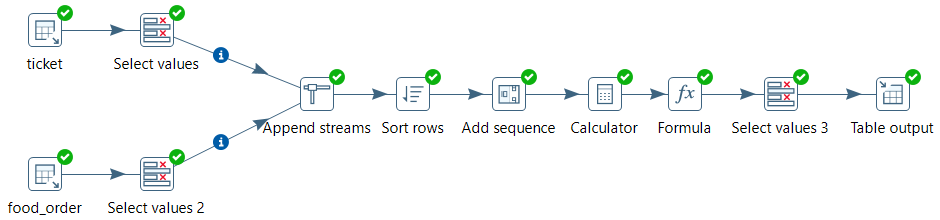 ticket
Select values
Append streams
Sort rows
Add sequence
Calculator
Formula
Select values 3
Table output
food_order
Select values 2